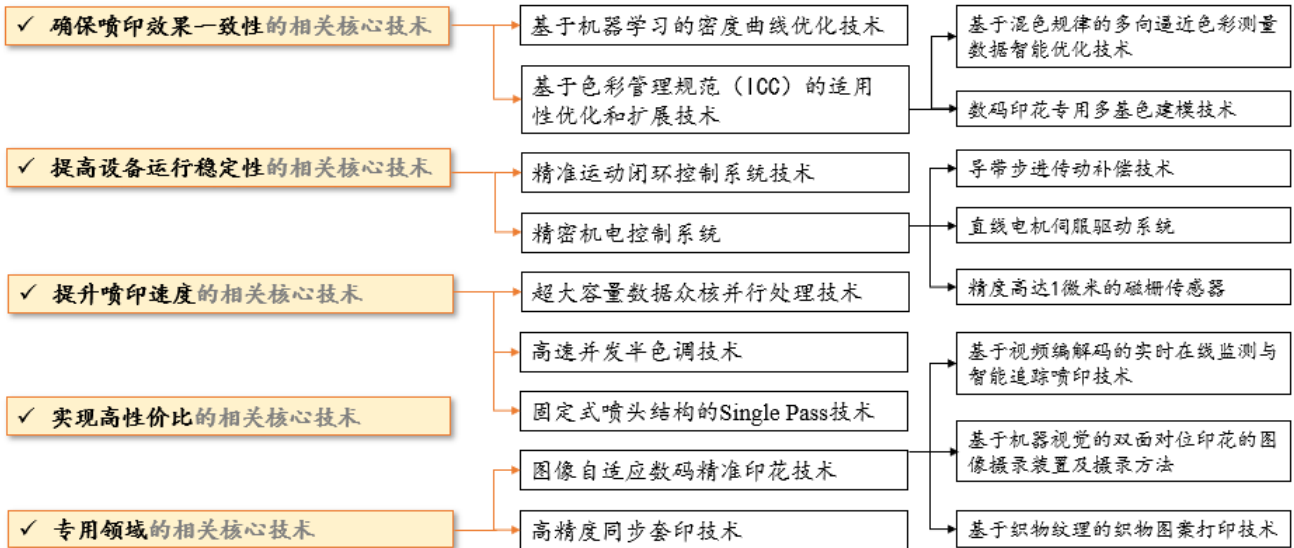 ✓ 确保喷印效果一致性的相关核心技术
基于机器学习的密度曲线优化技术
基于色彩管理规范（ICC）的适用
性优化和扩展技术
基于混色规律的多向逼近色彩测量
数据智能优化技术
数码印花专用多基色建模技术
✓ 提高设备运行稳定性的相关核心技术
精准运动闭环控制系统技术
精密机电控制系统
导带步进传动补偿技术
直线电机伺服驱动系统
精度高达1微米的磁栅传感器
✓ 提升喷印速度的相关核心技术
超大容量数据众核并行处理技术
高速并发半色调技术
固定式喷头结构的Single Pass技术
✓ 实现高性价比的相关核心技术
✓ 专用领域的相关核心技术
图像自适应数码精准印花技术
高精度同步套印技术
基于视频编解码的实时在线监测与
智能追踪喷印技术
基于机器视觉的双面对位印花的图
像摄录装置及摄录方法
基于织物纹理的织物图案打印技术